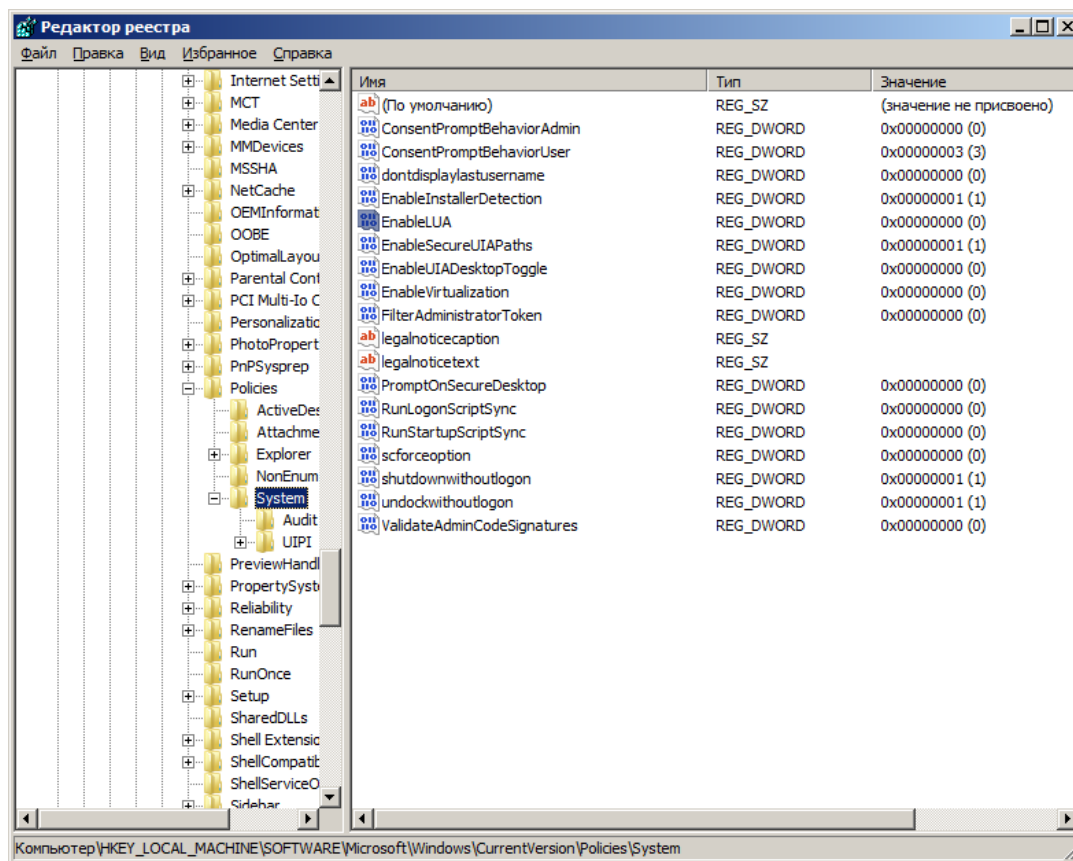 Редактор реестра
Файл Правка Вид Избранное Справка
Internet Setti
MCT
Media Center
MMDevices
MSSHA
NetCache
OEMInformat
OOBE
OptimalLayou
Parental Cont
PCI Multi-Io C
Personalizatic
PhotoPropert
PnPSysprep
Policies
ActiveDes
Attachme
Explorer
NonEnum
System
Audit
UIPI
PreviewHandl
PropertySyste
Reliability
RenameFiles
Run
RunOnce
Setup
SharedDLLs
Shell Extensio
ShellCompatib
ShellServiceO
Sidebar
Имя Тип Значение
(По умолчанию) REG_SZ (значение не присвоено)
ConsentPromptBehaviorAdmin REG_DWORD 0x00000000 (0)
ConsentPromptBehaviorUser REG_DWORD 0x00000003 (3)
dontdisplaylastusername REG_DWORD 0x00000000 (0)
EnableInstallerDetection REG_DWORD 0x00000001 (1)
EnableLUA REG_DWORD 0x00000000 (0)
EnableSecureUIAPaths REG_DWORD 0x00000001 (1)
EnableUIADesktopToggle REG_DWORD 0x00000000 (0)
EnableVirtualization REG_DWORD 0x00000000 (0)
FilterAdministratorToken REG_DWORD 0x00000000 (0)
legalnoticecaption REG_SZ
legalnoticetext REG_SZ
PromptOnSecureDesktop REG_DWORD 0x00000000 (0)
RunLogonScriptSync REG_DWORD 0x00000000 (0)
RunStartupScriptSync REG_DWORD 0x00000000 (0)
scforceoption REG_DWORD 0x00000000 (0)
shutdownwithoutlogon REG_DWORD 0x00000001 (1)
undockwithoutlogon REG_DWORD 0x00000001 (1)
ValidateAdminCodeSignatures REG_DWORD 0x00000000 (0)
Компьютер\HKEY_LOCAL_MACHINE\SOFTWARE\Microsoft\Windows\CurrentVersion\Policies\System